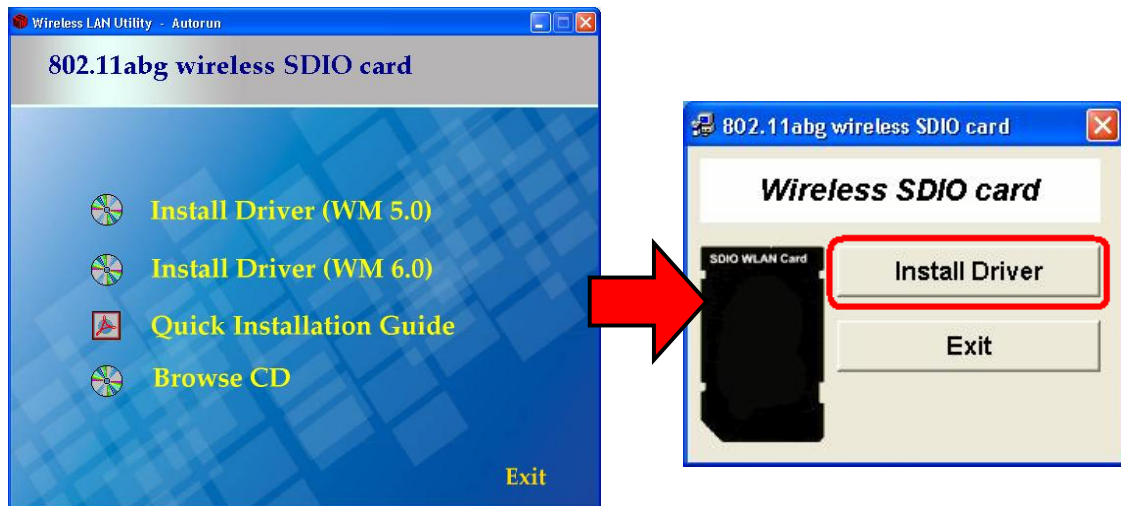 Wireless LAN Utility - Autorun
802.11abg wireless SDIO card
Install Driver (WM 5.0)
Install Driver (WM 6.0)
Quick Installation Guide
Browse CD
Exit
802.11abg wireless SDIO card
Wireless SDIO card
SDIO WLAN Card
Install Driver
Exit